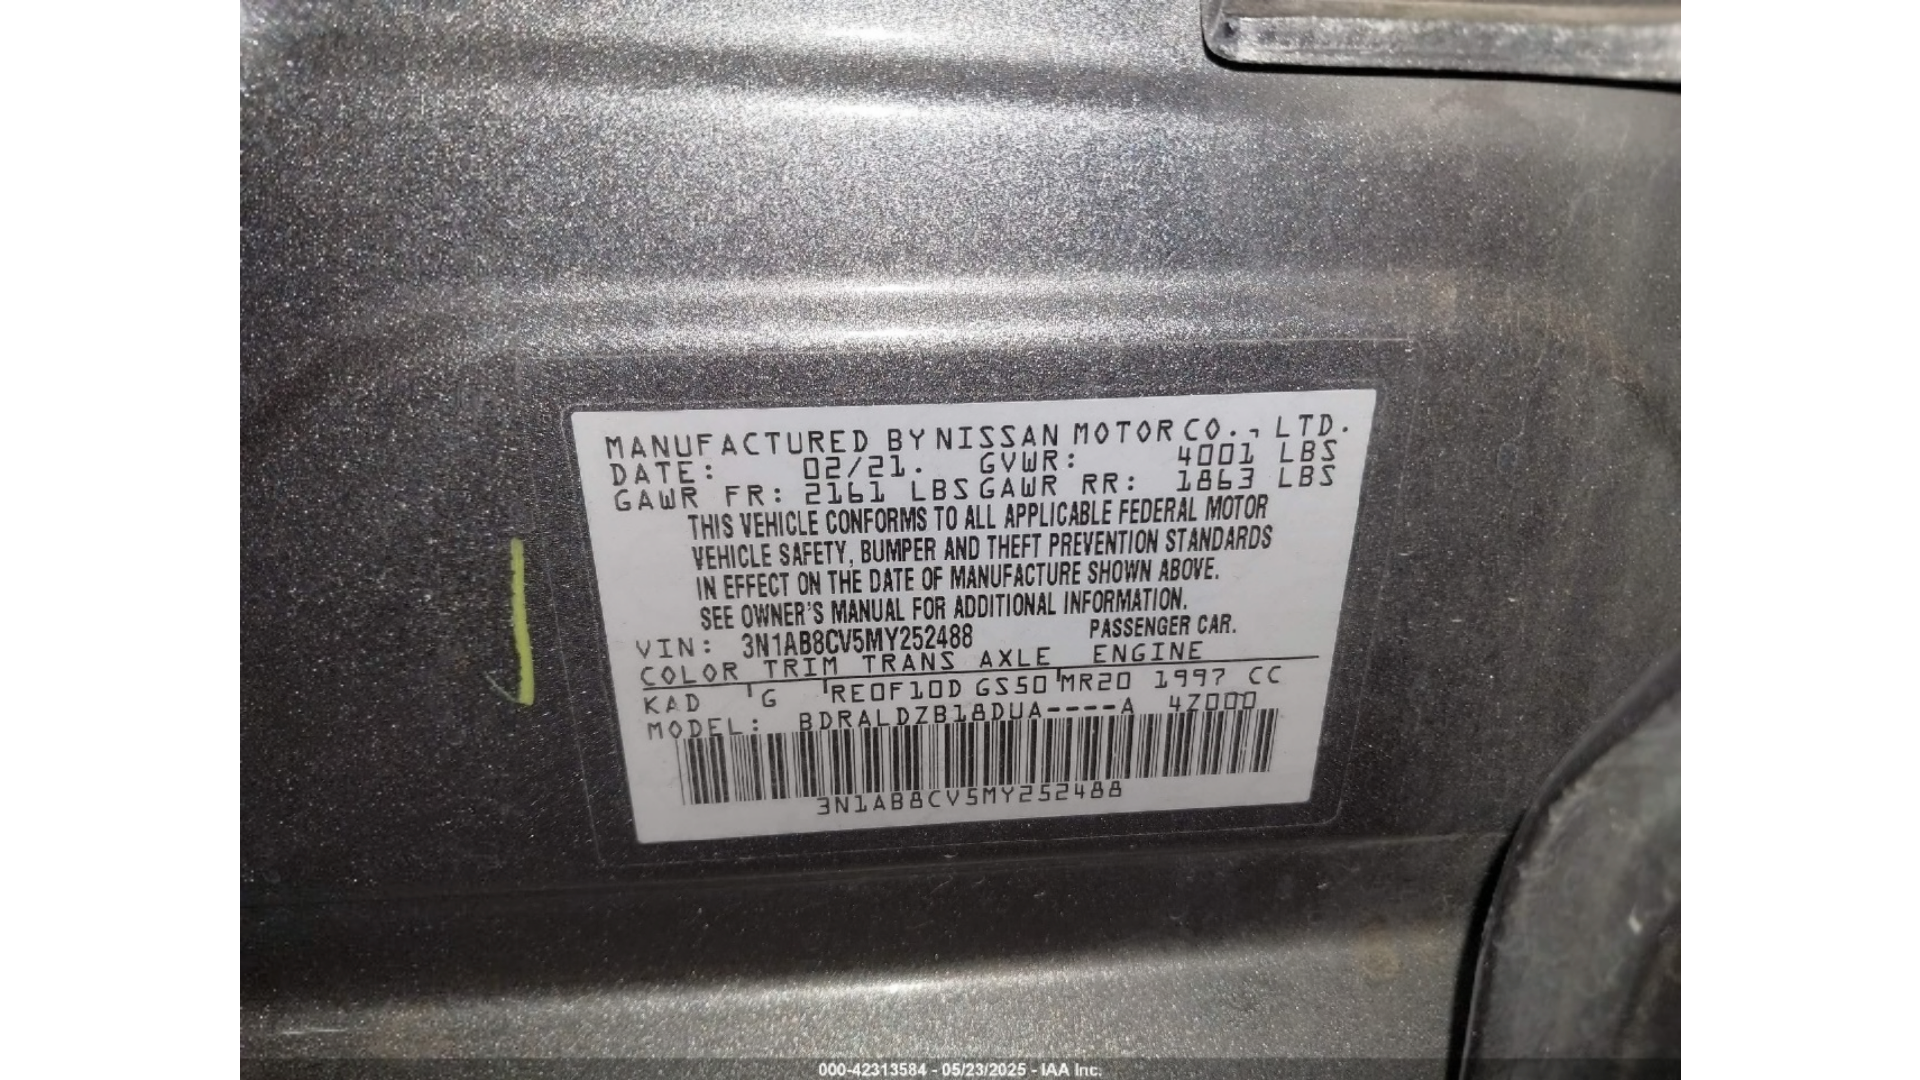 MANUFACTURED BY NISSAN MOTOR CO., LTD.
DATE: 02/21. GVWR: 4001 LBS
GAWR FR: 2161 LBS GAWR RR: 1863 LBS
THIS VEHICLE CONFORMS TO ALL APPLICABLE FEDERAL MOTOR
VEHICLE SAFETY, BUMPER AND THEFT PREVENTION STANDARDS
IN EFFECT ON THE DATE OF MANUFACTURE SHOWN ABOVE.
SEE OWNER'S MANUAL FOR ADDITIONAL INFORMATION.
VIN: 3N1AB8CV5MY252488 PASSENGER CAR.
COLOR TRIM TRANS AXLE ENGINE
KAD G RE0F10D GS50 MR20 1997 CC
MODEL: BDRALDZB18DUA----A 4Z000
3N1AB8CV5MY252488
000-42313584 - 05/23/2025 - IAA Inc.